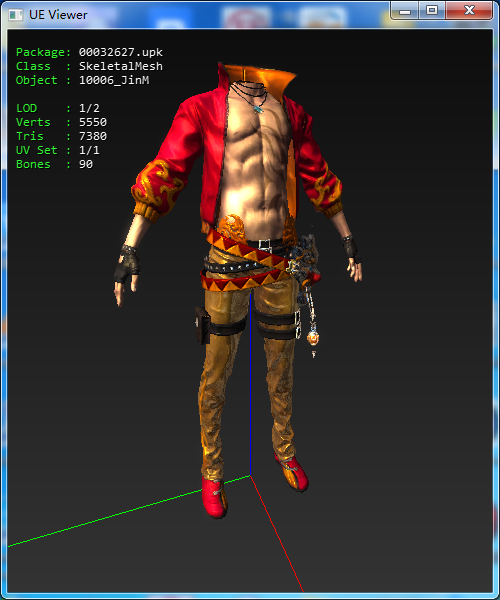 UE Viewer
Package: 00032627.upk
Class : SkeletalMesh
Object : 10006_JinM
LOD : 1/2
Verts : 5550
Tris : 7380
UV Set : 1/1
Bones : 90